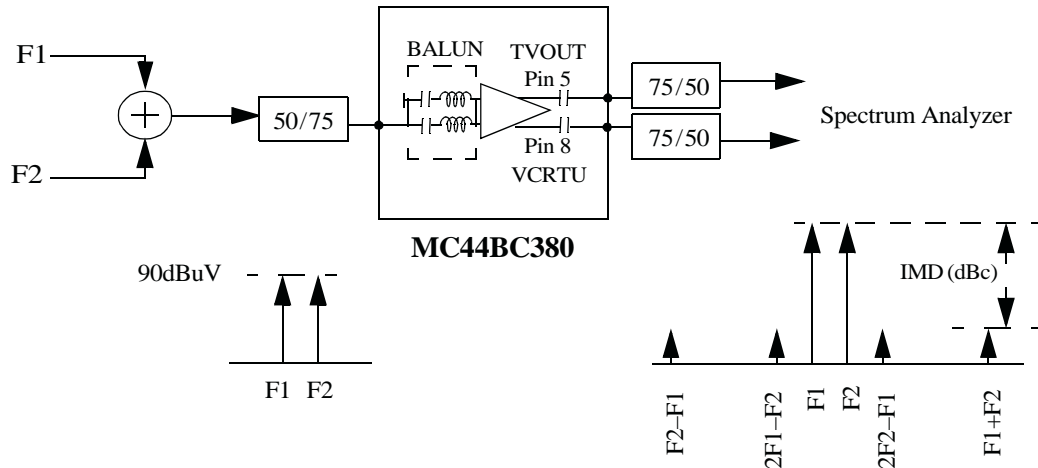 F1
F2
50/75
BALUN
TVOUT
Pin 5
Pin 8
VCRTU
75/50
75/50
Spectrum Analyzer
MC44BC380
90dBuV
F1
F2
IMD (dBc)
F2–F1
2F1–F2
F1
F2
2F2–F1
F1+F2